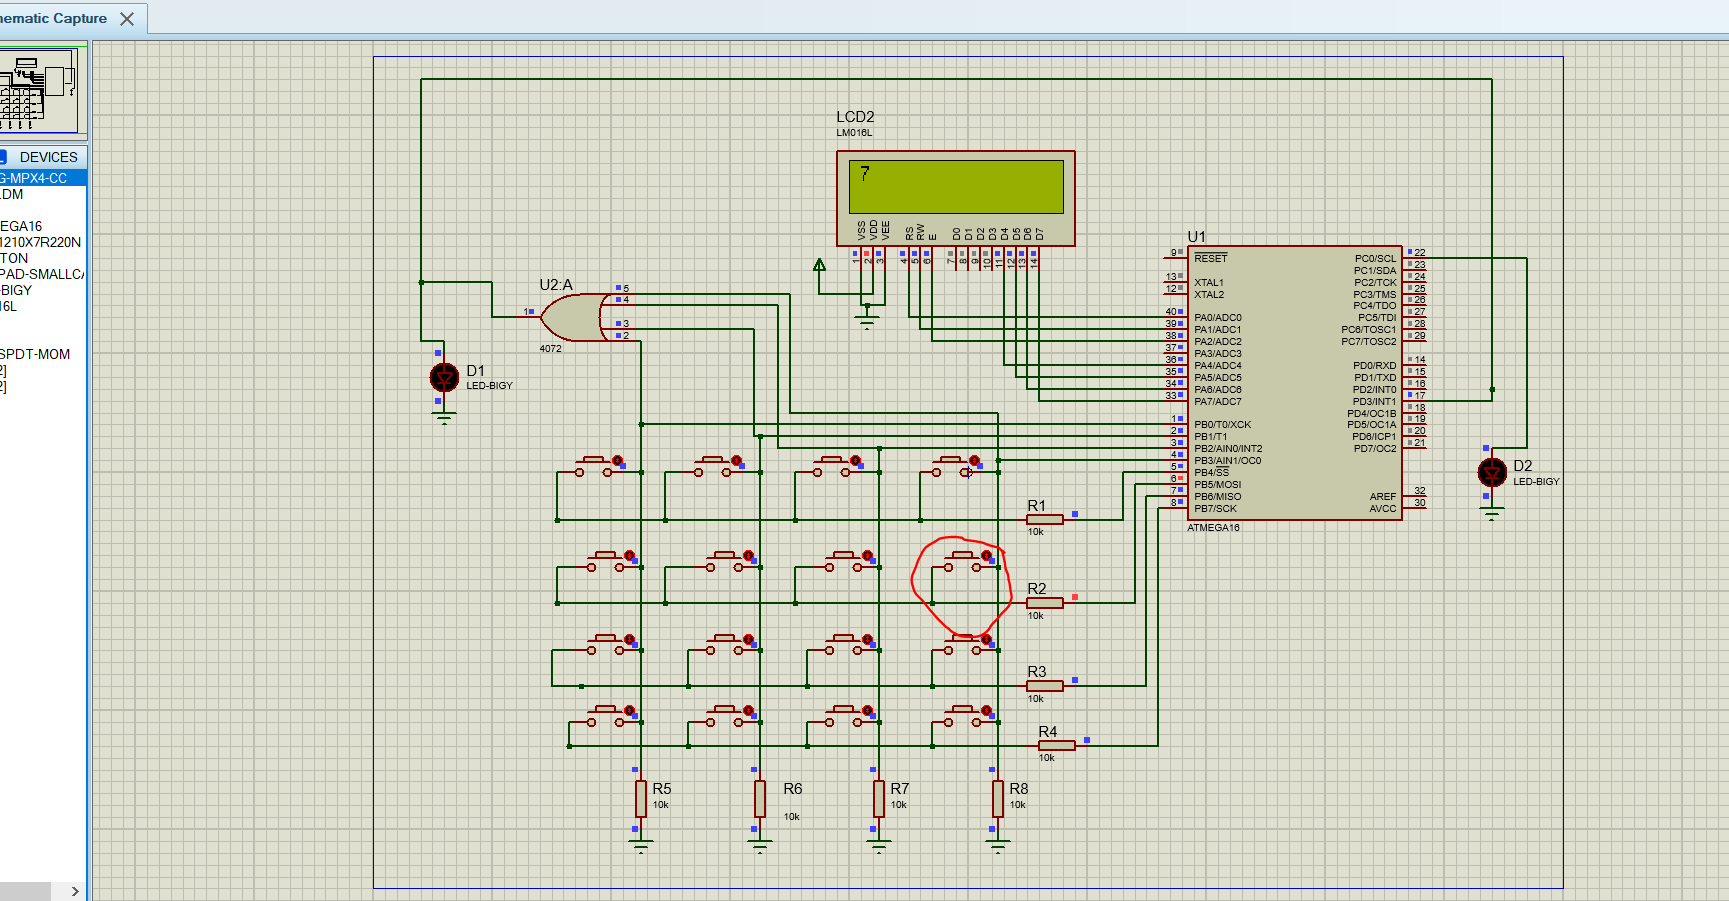 hematic Capture
DEVICES
G-MPX4-CC
.DM
EGA16
1210X7R220N
TON
PAD-SMALLCA
-BIGY
16L
SPDT-MOM
2]
2]
LCD2
LM016L
7
VSS
VDD
VEE
RS
RW
E
D0
D1
D2
D3
D4
D5
D6
D7
1
2
3
4
5
6
7
8
9
10
11
12
13
14
U2:A
5
4
3
2
1
4072
D1
LED-BIGY
U1
9 RESET
13 XTAL1
12 XTAL2
40 PA0/ADC0
39 PA1/ADC1
38 PA2/ADC2
37 PA3/ADC3
36 PA4/ADC4
35 PA5/ADC5
34 PA6/ADC6
33 PA7/ADC7
1 PB0/T0/XCK
2 PB1/T1
3 PB2/AIN0/INT2
4 PB3/AIN1/OC0
5 PB4/SS
6 PB5/MOSI
7 PB6/MISO
8 PB7/SCK
PC0/SCL 22
PC1/SDA 23
PC2/TCK 24
PC3/TMS 25
PC4/TDO 26
PC5/TDI 27
PC6/TOSC1 28
PC7/TOSC2 29
PD0/RXD 14
PD1/TXD 15
PD2/INT0 16
PD3/INT1 17
PD4/OC1B 18
PD5/OC1A 19
PD6/ICP1 20
PD7/OC2 21
AREF 32
AVCC 30
ATMEGA16
D2
LED-BIGY
R1
10k
R2
10k
R3
10k
R4
10k
R5
10k
R6
10k
R7
10k
R8
10k